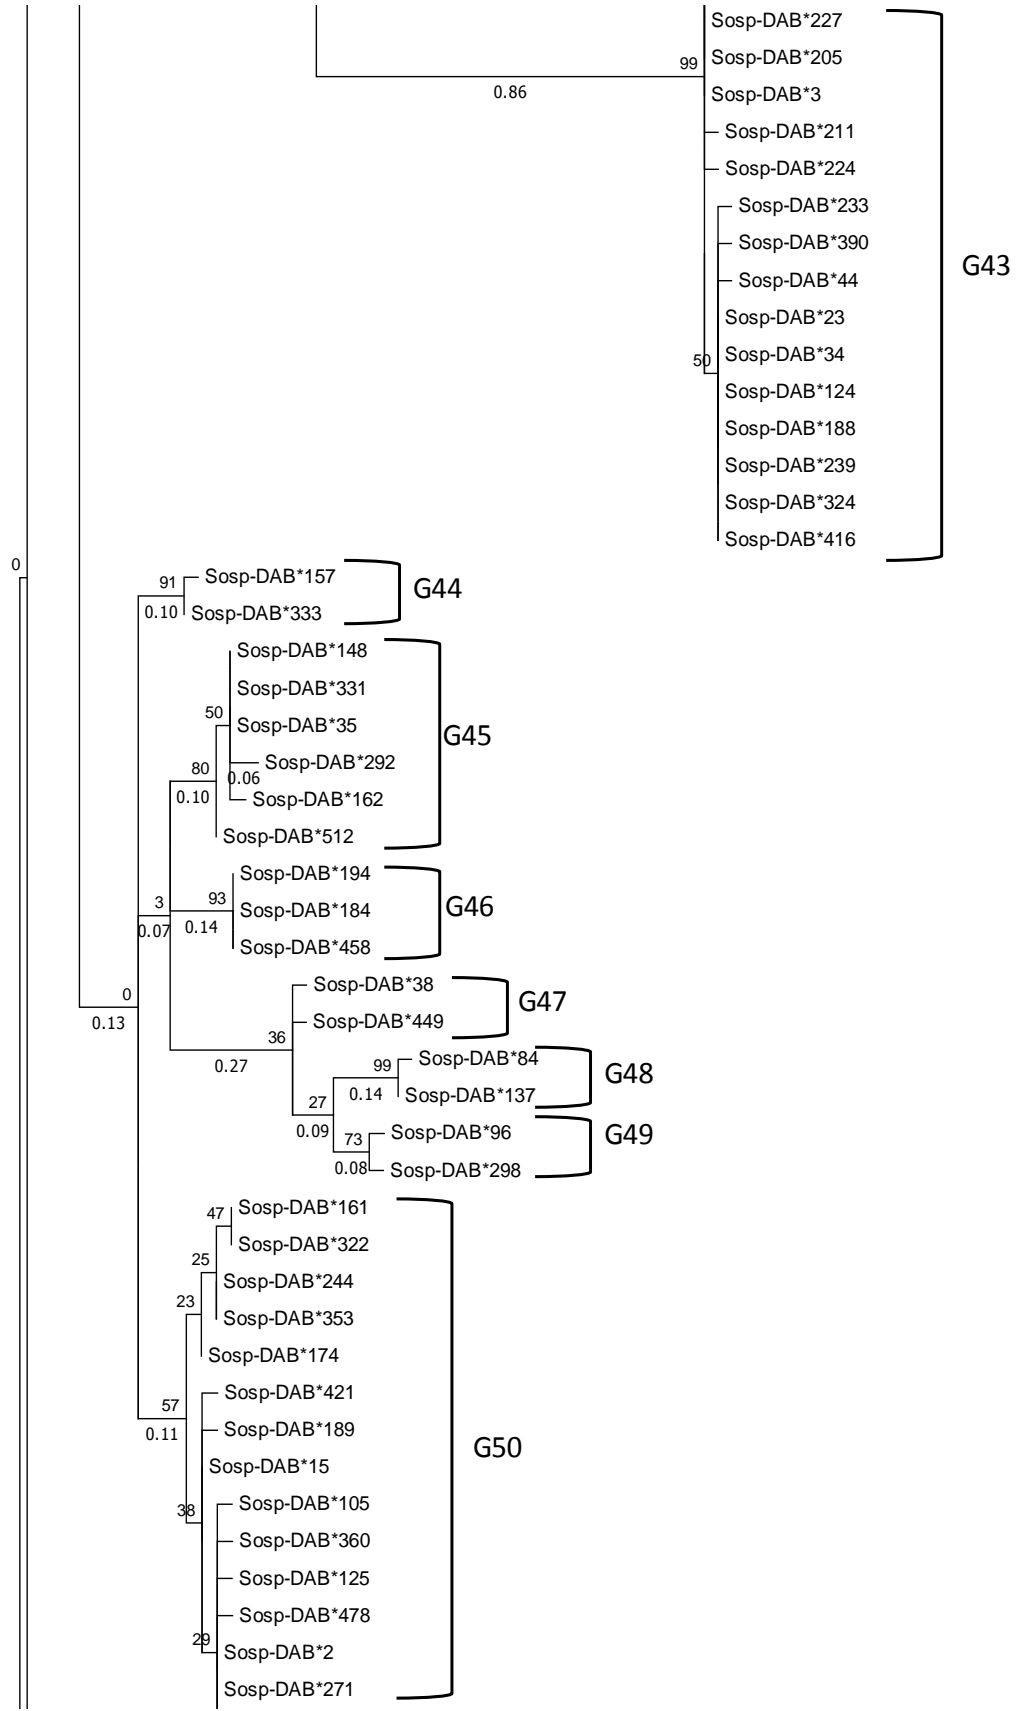 Sosp-DAB*227
99 Sosp-DAB*205
0.86 Sosp-DAB*3
Sosp-DAB*211
Sosp-DAB*224
Sosp-DAB*233
Sosp-DAB*390
G43
Sosp-DAB*44
Sosp-DAB*23
50 Sosp-DAB*34
Sosp-DAB*124
Sosp-DAB*188
Sosp-DAB*239
Sosp-DAB*324
Sosp-DAB*416
0
91 Sosp-DAB*157
G44
0.10 Sosp-DAB*333
Sosp-DAB*148
Sosp-DAB*331
50 Sosp-DAB*35
G45
80 Sosp-DAB*292
0.06
0.10 Sosp-DAB*162
Sosp-DAB*512
Sosp-DAB*194
3 93 Sosp-DAB*184 G46
0.07 0.14 Sosp-DAB*458
Sosp-DAB*38
0 G47
0.13 Sosp-DAB*449
36
0.27
Sosp-DAB*84
99 G48
27 0.14 Sosp-DAB*137
0.09 73 Sosp-DAB*96 G49
0.08 Sosp-DAB*298
47 Sosp-DAB*161
Sosp-DAB*322
25 Sosp-DAB*244
23 Sosp-DAB*353
Sosp-DAB*174
57 Sosp-DAB*421
0.11 Sosp-DAB*189
G50
Sosp-DAB*15
38 Sosp-DAB*105
Sosp-DAB*360
Sosp-DAB*125
Sosp-DAB*478
29 Sosp-DAB*2
Sosp-DAB*271